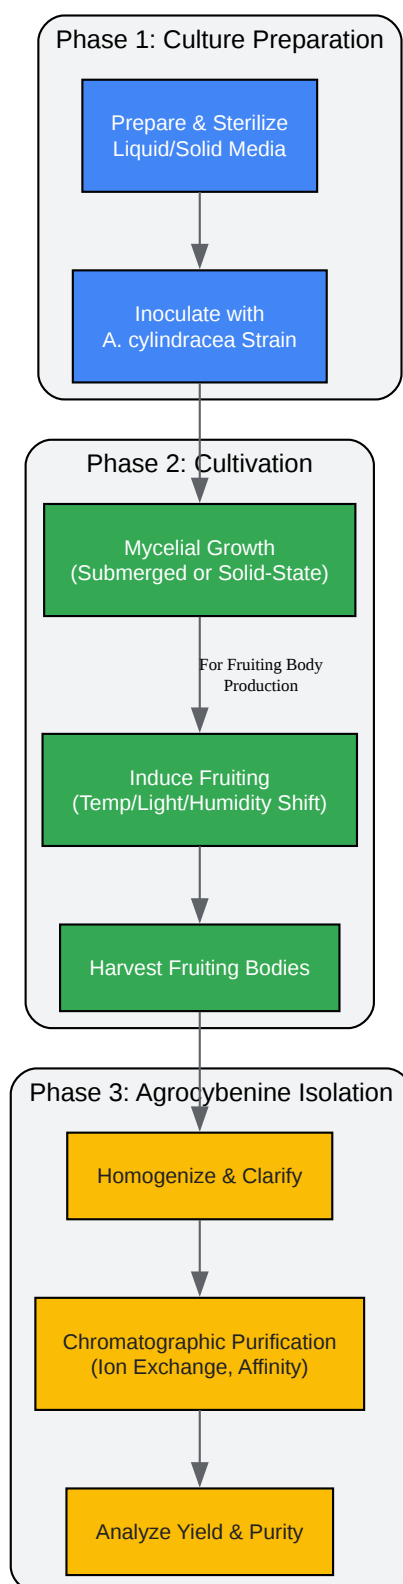 Phase 1: Culture Preparation
Prepare & Sterilize
Liquid/Solid Media
Inoculate with
A. cylindracea Strain
Phase 2: Cultivation
Mycelial Growth
(Submerged or Solid-State)
For Fruiting Body
Production
Induce Fruiting
(Temp/Light/Humidity Shift)
Harvest Fruiting Bodies
Phase 3: Agrocybenine Isolation
Homogenize & Clarify
Chromatographic Purification
(Ion Exchange, Affinity)
Analyze Yield & Purity